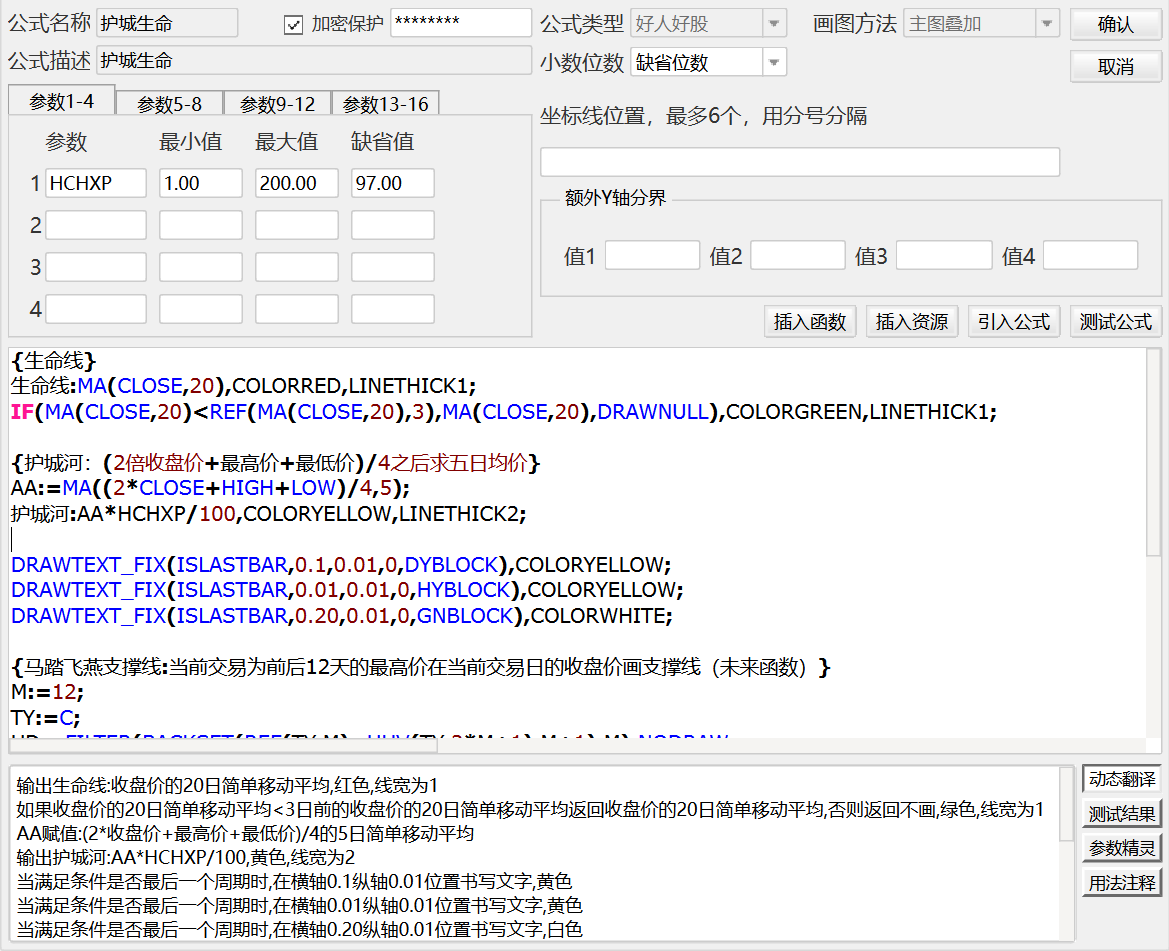 公式名称 护城生命 加密保护 ******** 公式类型 好人好股 画图方法 主图叠加 确认
公式描述 护城生命 小数位数 缺省位数 取消
参数1-4 参数5-8 参数9-12 参数13-16
坐标线位置，最多6个，用分号分隔
参数 最小值 最大值 缺省值
1 HCHXP 1.00 200.00 97.00
2
3
4
额外Y轴分界
值1 值2 值3 值4
插入函数 插入资源 引入公式 测试公式
{生命线}
生命线:MA(CLOSE,20),COLORRED,LINETHICK1;
IF(MA(CLOSE,20)<REF(MA(CLOSE,20),3),MA(CLOSE,20),DRAWNULL),COLORGREEN,LINETHICK1;
{护城河：(2倍收盘价+最高价+最低价)/4之后求五日均价}
AA:=MA((2*CLOSE+HIGH+LOW)/4,5);
护城河:AA*HCHXP/100,COLORYELLOW,LINETHICK2;
DRAWTEXT_FIX(ISLASTBAR,0.1,0.01,0,DYBLOCK),COLORYELLOW;
DRAWTEXT_FIX(ISLASTBAR,0.01,0.01,0,HYBLOCK),COLORYELLOW;
DRAWTEXT_FIX(ISLASTBAR,0.20,0.01,0,GNBLOCK),COLORWHITE;
{马踏飞燕支撑线:当前交易为前后12天的最高价在当前交易日的收盘价画支撑线（未来函数）}
M:=12;
TY:=C;
输出生命线:收盘价的20日简单移动平均,红色,线宽为1
如果收盘价的20日简单移动平均<3日前的收盘价的20日简单移动平均返回收盘价的20日简单移动平均,否则返回不画,绿色,线宽为1
AA赋值:(2*收盘价+最高价+最低价)/4的5日简单移动平均
输出护城河:AA*HCHXP/100,黄色,线宽为2
当满足条件是否最后一个周期时,在横轴0.1纵轴0.01位置书写文字,黄色
当满足条件是否最后一个周期时,在横轴0.01纵轴0.01位置书写文字,黄色
当满足条件是否最后一个周期时,在横轴0.20纵轴0.01位置书写文字,白色
动态翻译
测试结果
参数精灵
用法注释